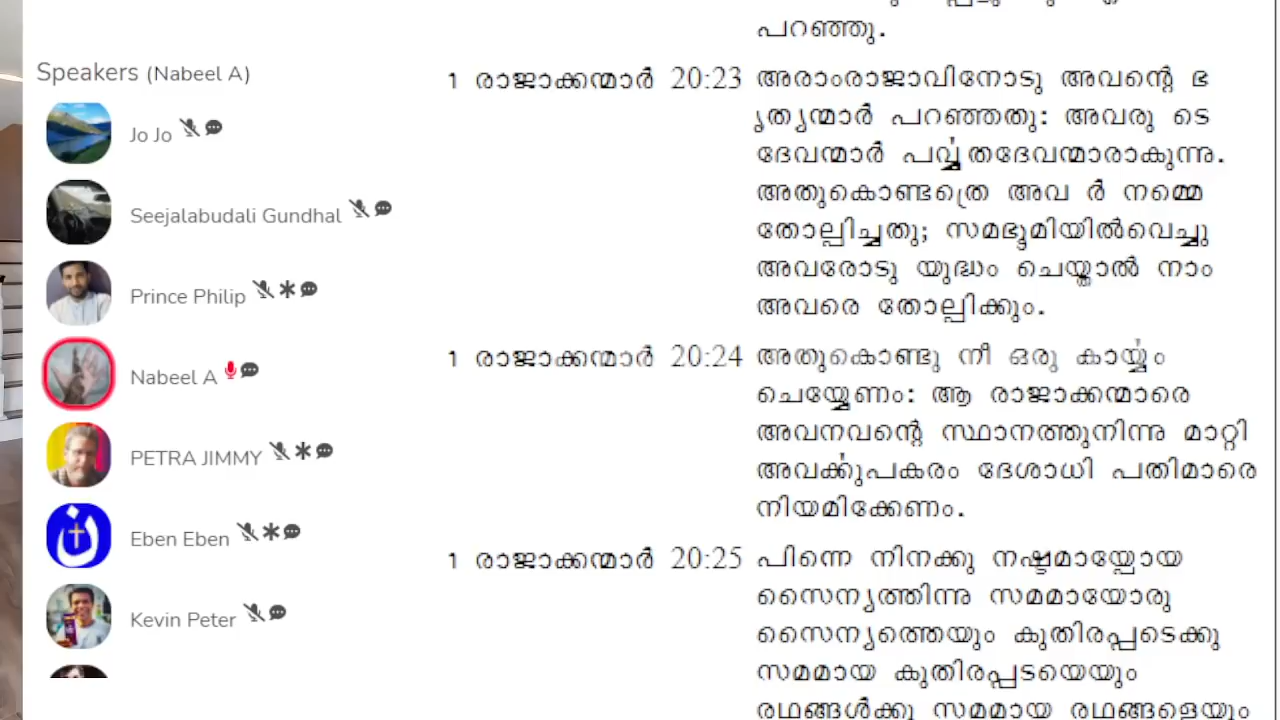 പറഞ്ഞു.
Speakers (Nabeel A)
Jo Jo
Seejalabudali Gundhal
Prince Philip
Nabeel A
PETRA JIMMY
Eben Eben
Kevin Peter
1 രാജാക്കന്മാർ 20:23 അരാംരാജാവിനോടു അവന്റെ ഭ
ൃത്യന്മാർ പറഞ്ഞതു: അവരു ടെ
ദേവന്മാർ പർവ്വതദേവന്മാരാകുന്നു.
അതുകൊണ്ടത്രെ അവ ർ നമ്മെ
തോല്പിച്ചതു; സമഭൂമിയിൽവെച്ചു
അവരോടു യുദ്ധം ചെയ്താൽ നാം
അവരെ തോല്പിക്കും.
1 രാജാക്കന്മാർ 20:24 അതുകൊണ്ടു നീ ഒരു കാര്യം
ചെയ്യേണം: ആ രാജാക്കന്മാരെ
അവനവന്റെ സ്ഥാനത്തുനിന്നു മാറ്റി
അവർക്കുപകരം ദേശാധി പതിമാരെ
നിയമിക്കേണം.
1 രാജാക്കന്മാർ 20:25 പിന്നെ നിനക്കു നഷ്ടമായ്പോയ
സൈന്യത്തിന്നു സമമായോരു
സൈന്യത്തെയും കുതിരപ്പടെക്കു
സമമായ കുതിരപ്പടയെയും
രഥങ്ങൾക്കു സമമായ രഥങ്ങളെയും